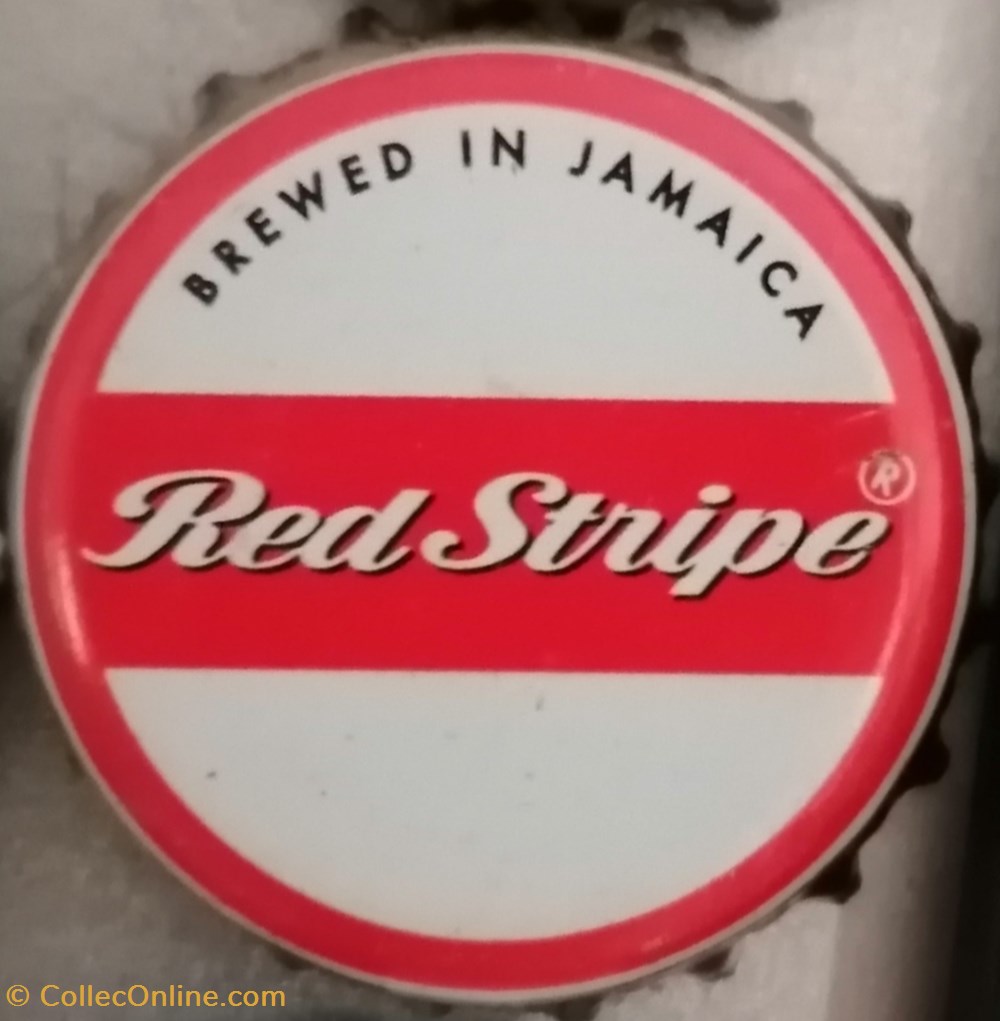 BREWED IN JAMAICA
Red Stripe®
© CollecOnline.com